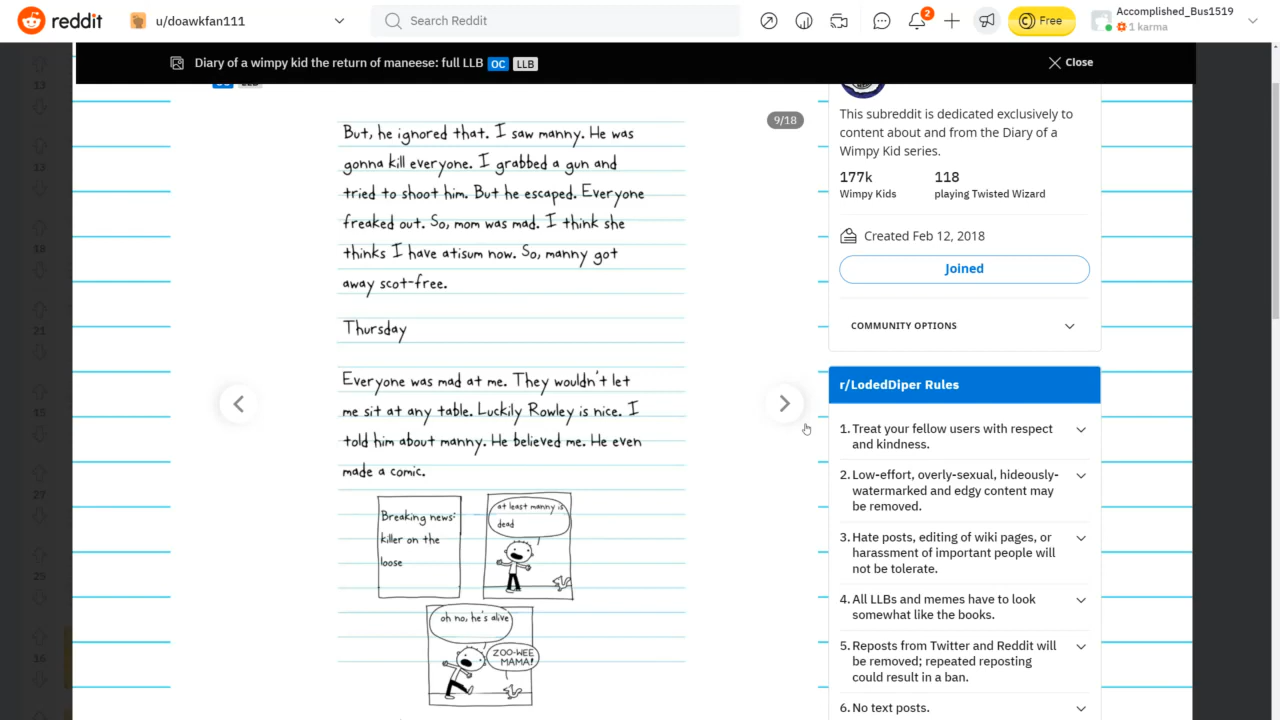 reddit
u/doawkfan111
Search Reddit
2
Free
Accomplished_Bus1519
1 karma
Diary of a wimpy kid the return of maneese: full LLB OC LLB
Close
13
13
18
21
15
27
25
16
9/18
But, he ignored that. I saw manny. He was
gonna kill everyone. I grabbed a gun and
tried to shoot him. But he escaped. Everyone
freaked out. So, mom was mad. I think she
thinks I have atisum now. So, manny got
away scot-free.
Thursday
Everyone was mad at me. They wouldn't let
me sit at any table. Luckily Rowley is nice. I
told him about manny. He believed me. He even
made a comic.
Breaking news:
killer on the
loose
at least manny is
dead
oh no, he's alive
ZOO-WEE
MAMA!
This subreddit is dedicated exclusively to
content about and from the Diary of a
Wimpy Kid series.
177k
Wimpy Kids
118
playing Twisted Wizard
Created Feb 12, 2018
Joined
COMMUNITY OPTIONS
r/LodedDiper Rules
1. Treat your fellow users with respect
and kindness.
2. Low-effort, overly-sexual, hideously-
watermarked and edgy content may
be removed.
3. Hate posts, editing of wiki pages, or
harassment of important people will
not be tolerate.
4. All LLBs and memes have to look
somewhat like the books.
5. Reposts from Twitter and Reddit will
be removed; repeated reposting
could result in a ban.
6. No text posts.